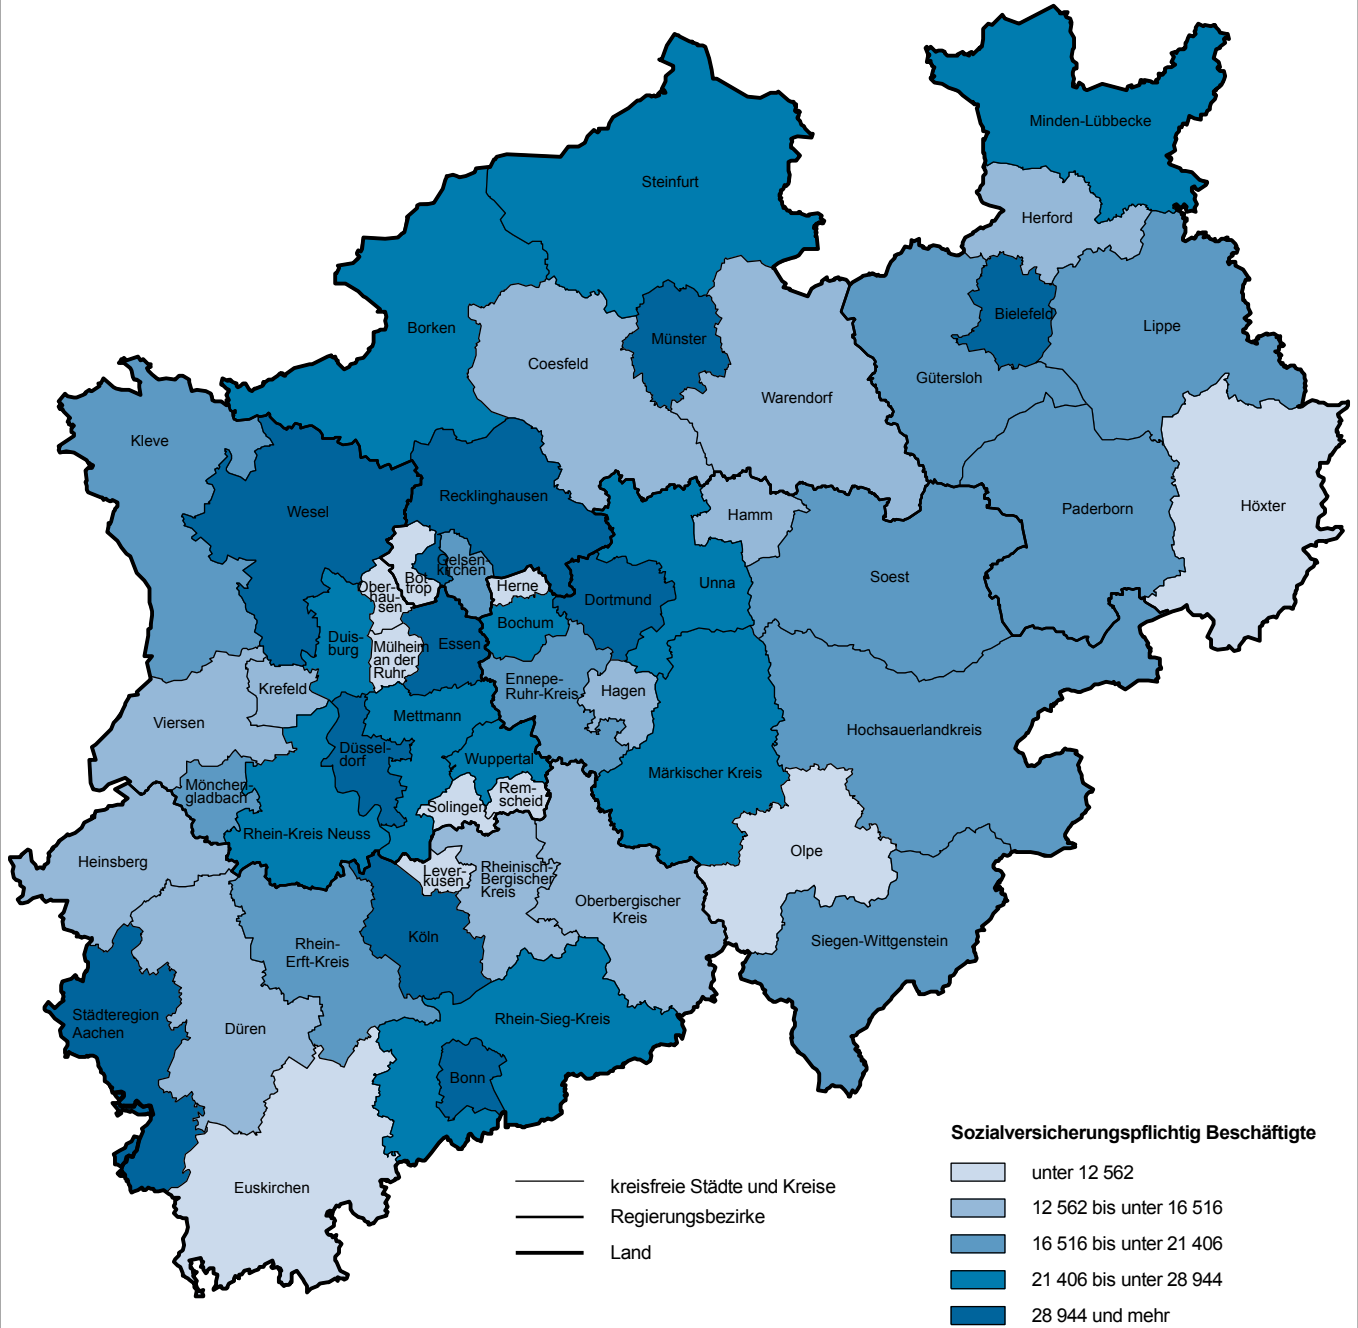 Minden-Lübbecke
Steinfurt
Herford
Bielefeld
Lippe
Borken
Münster
Coesfeld
Gütersloh
Warendorf
Kleve
Recklinghausen
Wesel
Hamm
Paderborn
Höxter
Gelsen-
kirchen
Bot
trop
Ober-
hau-
sen
Herne
Dortmund
Unna
Soest
Bochum
Duis-
burg
Mülheim
an der
Ruhr
Essen
Ennepe-
Ruhr-Kreis
Hagen
Krefeld
Viersen
Mettmann
Hochsauerlandkreis
Düssel-
dorf
Wuppertal
Märkischer Kreis
Mönchen-
gladbach
Solingen
Rem-
scheid
Rhein-Kreis Neuss
Heinsberg
Lever-
kusen
Rheinisch-
Bergischer
Kreis
Olpe
Oberbergischer
Kreis
Köln
Rhein-
Erft-Kreis
Siegen-Wittgenstein
Städteregion
Aachen
Düren
Rhein-Sieg-Kreis
Bonn
Euskirchen
kreisfreie Städte und Kreise
Regierungsbezirke
Land
Sozialversicherungspflichtig Beschäftigte
unter 12 562
12 562 bis unter 16 516
16 516 bis unter 21 406
21 406 bis unter 28 944
28 944 und mehr